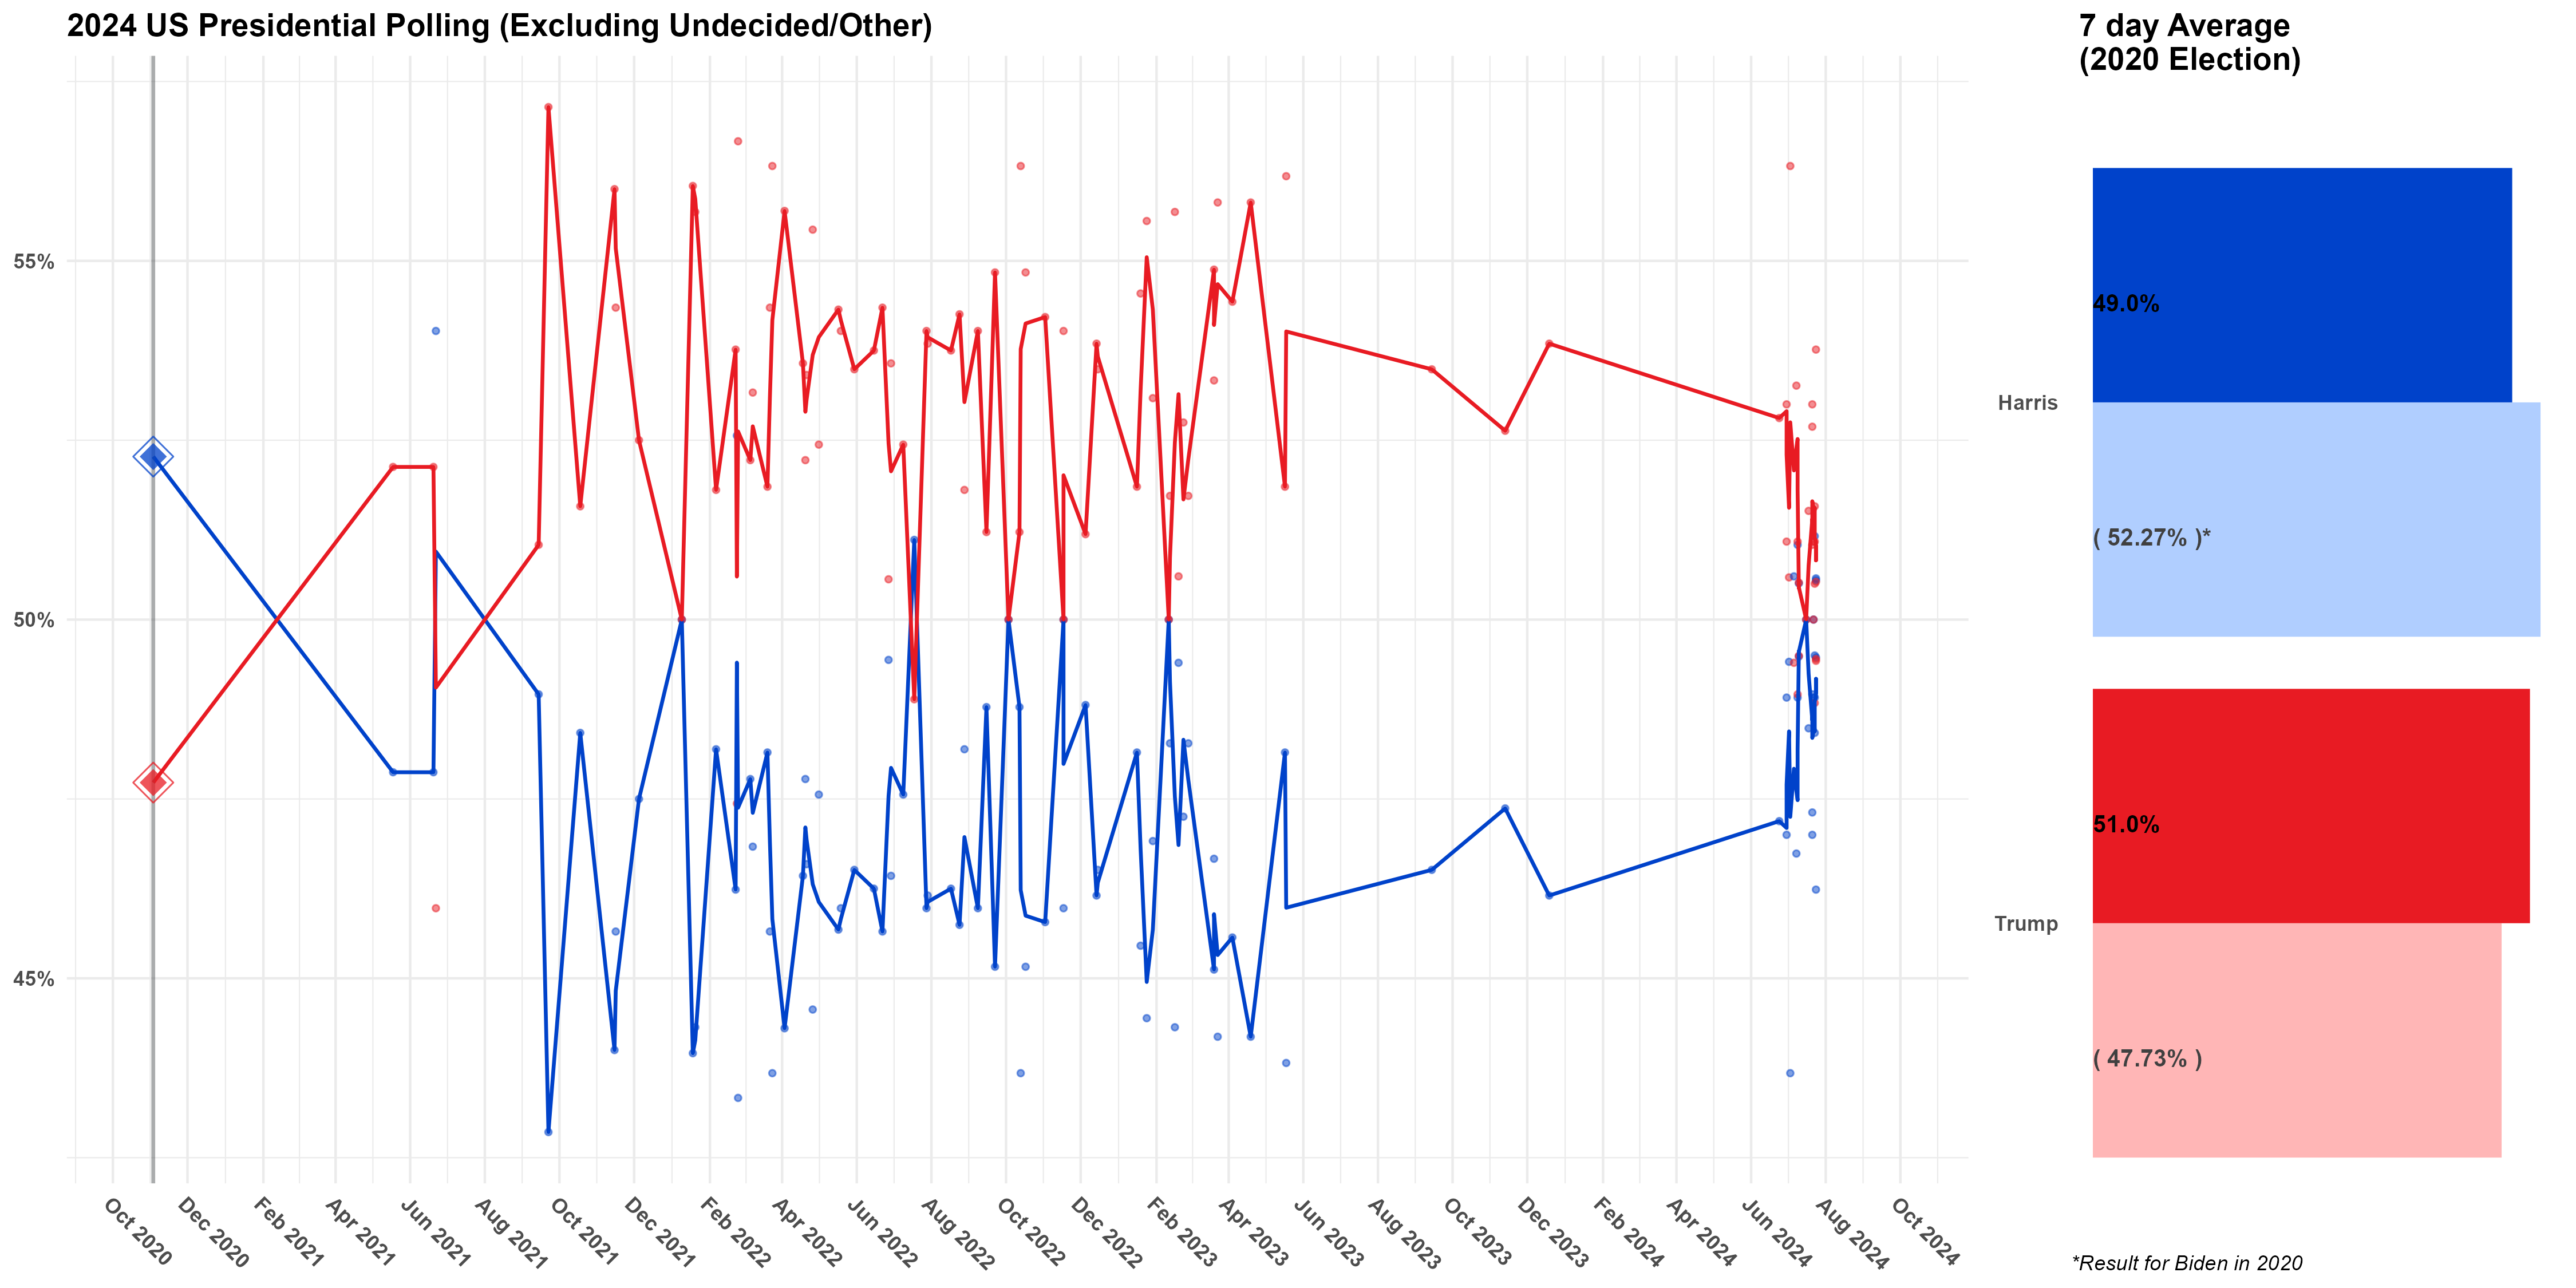 2024 US Presidential Polling (Excluding Undecided/Other)
7 day Average
(2020 Election)
55%
50%
45%
Oct 2020
Dec 2020
Feb 2021
Apr 2021
Jun 2021
Aug 2021
Oct 2021
Dec 2021
Feb 2022
Apr 2022
Jun 2022
Aug 2022
Oct 2022
Dec 2022
Feb 2023
Apr 2023
Jun 2023
Aug 2023
Oct 2023
Dec 2023
Feb 2024
Apr 2024
Jun 2024
Aug 2024
Oct 2024
Harris
49.0%
( 52.27% )*
Trump
51.0%
( 47.73% )
*Result for Biden in 2020